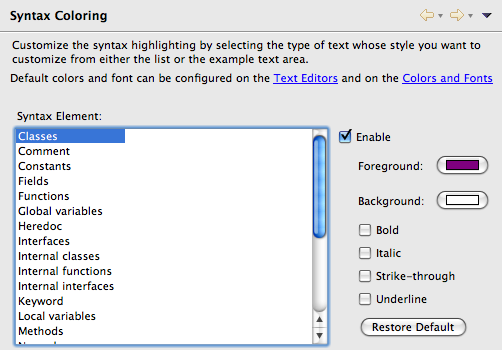 Syntax Coloring
Customize the syntax highlighting by selecting the type of text whose style you want to
customize from either the list or the example text area.
Default colors and font can be configured on the Text Editors and on the Colors and Fonts
Syntax Element:
Classes
Comment
Constants
Fields
Functions
Global variables
Heredoc
Interfaces
Internal classes
Internal functions
Internal interfaces
Keyword
Local variables
Methods
Enable
Foreground:
Background:
Bold
Italic
Strike-through
Underline
Restore Default